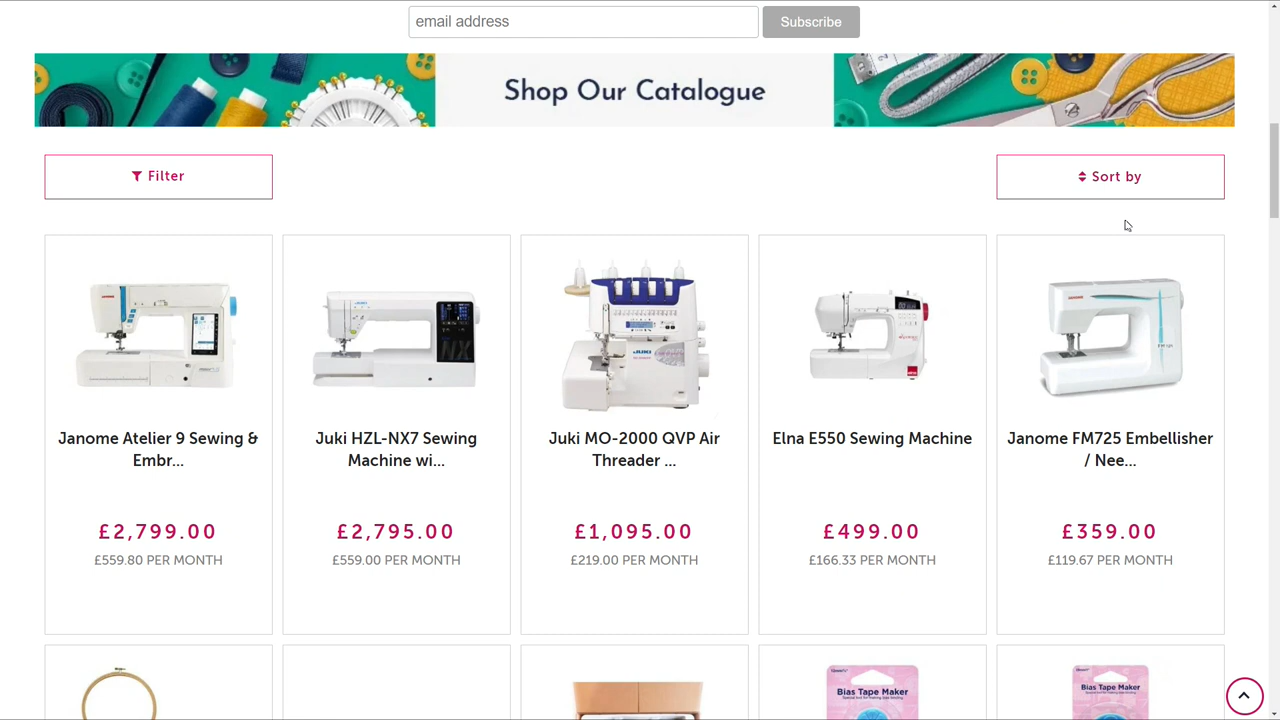 email address
Subscribe
Shop Our Catalogue
Filter
Sort by
Janome Atelier 9 Sewing &
Embr...
£2,799.00
£559.80 PER MONTH
Juki HZL-NX7 Sewing
Machine wi...
£2,795.00
£559.00 PER MONTH
JUKI
Juki MO-2000 QVP Air
Threader ...
£1,095.00
£219.00 PER MONTH
Elna E550 Sewing Machine
£499.00
£166.33 PER MONTH
Janome FM725 Embellisher
/ Nee...
£359.00
£119.67 PER MONTH
Bias Tape Maker
Bias Tape Maker